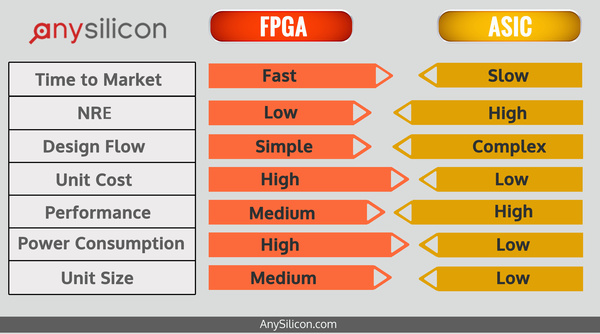 anysilicon FPGA ASIC
Time to Market Fast Slow
NRE Low High
Design Flow Simple Complex
Unit Cost High Low
Performance Medium High
Power Consumption High Low
Unit Size Medium Low
AnySilicon.com